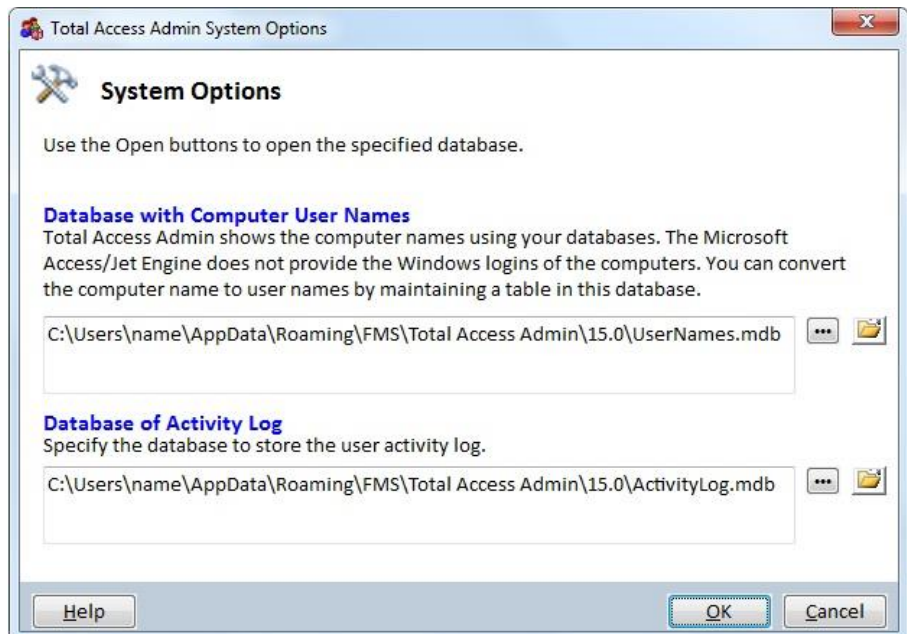 Total Access Admin System Options
System Options
Use the Open buttons to open the specified database.
Database with Computer User Names
Total Access Admin shows the computer names using your databases. The Microsoft
Access/Jet Engine does not provide the Windows logins of the computers. You can convert
the computer name to user names by maintaining a table in this database.
C:\Users\name\AppData\Roaming\FMS\Total Access Admin\15.0\UserNames.mdb
Database of Activity Log
Specify the database to store the user activity log.
C:\Users\name\AppData\Roaming\FMS\Total Access Admin\15.0\ActivityLog.mdb
Help OK Cancel